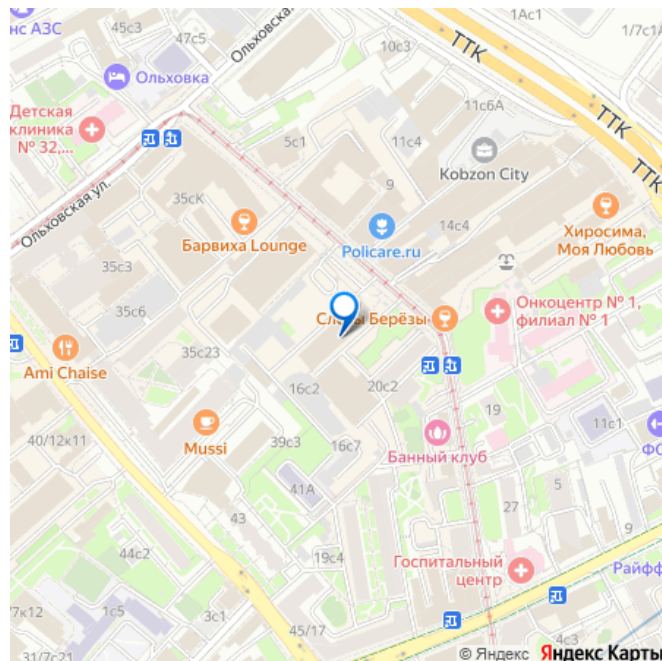 нс АЗС
45с3
47с5
1Ас1
1/7с1
ТТК
10с3
Ольховская
Ольховка
ТТК
Детская
клиника
№ 32,...
11с6А
5с1
11с4
Kobzon City
ТТК
9
35сК
Ольховская ул.
Барвиха Lounge
Policare.ru
14с4
Хиросима,
Моя Любовь
35с3
35с6
Сл ы Берёзы
Онкоцентр № 1,
филиал № 1
35с23
Ami Chaise
16с2
20с2
19
11с1
40/12к11
Mussi
39с3
16с7
Банный клуб
ФО
41А
43
27
5
9
44с2
19с4
Госпитальный
центр
Райфф
/7к12
1с5
3с1
45/17
4с3
31/7с21
© Яндекс Яндекс Карты